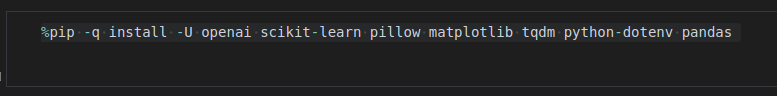 %pip -q install -U openai scikit-learn pillow matplotlib tqdm python-dotenv pandas